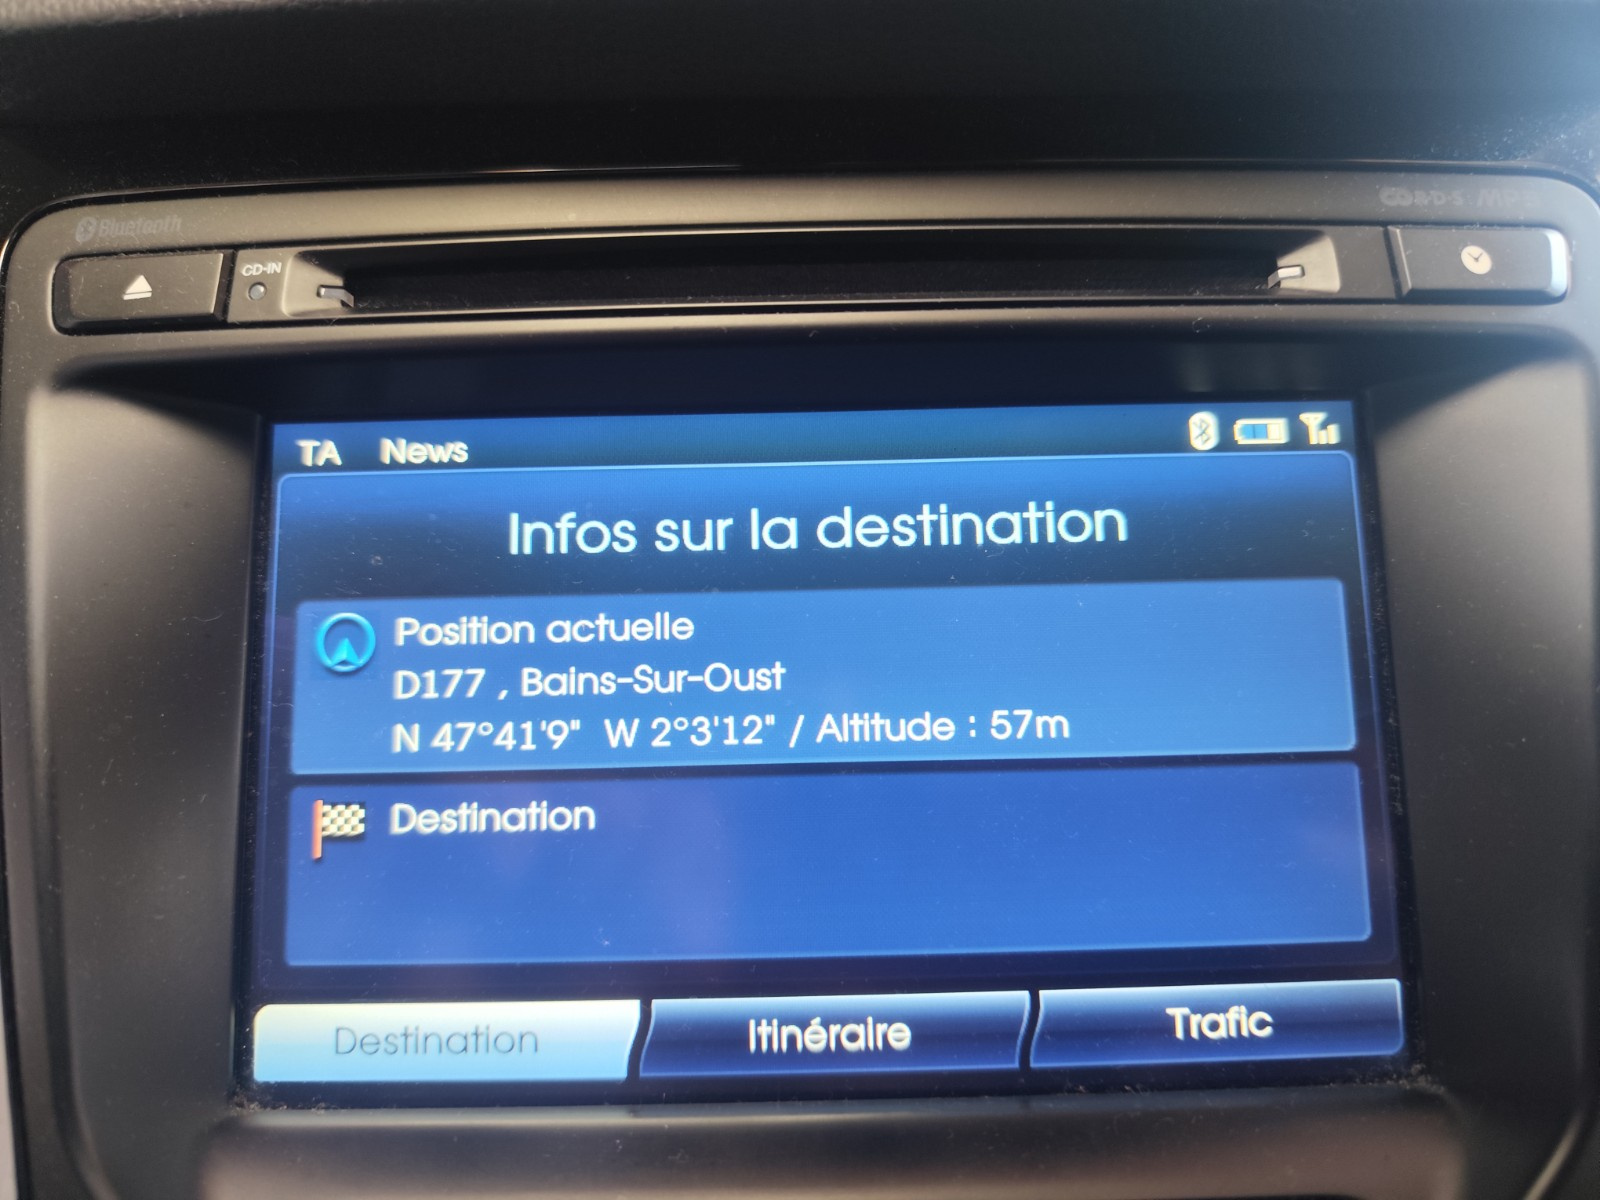 Bluetooth
CD-IN
TA News
Infos sur la destination
Position actuelle
D177 , Bains-Sur-Oust
N 47°41'9" W 2°3'12" / Altitude : 57m
Destination
Destination
Itinéraire
Trafic